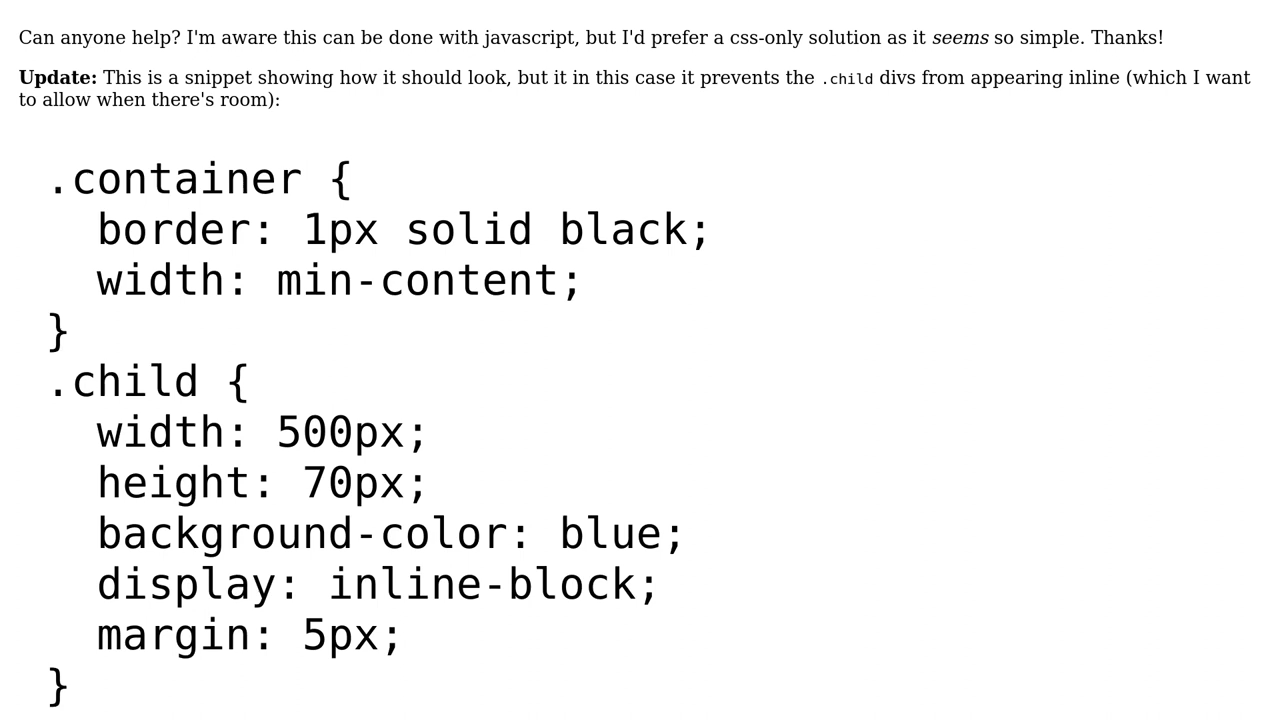 Can anyone help? I'm aware this can be done with javascript, but I'd prefer a css-only solution as it seems so simple. Thanks!
Update: This is a snippet showing how it should look, but it in this case it prevents the .child divs from appearing inline (which I want
to allow when there's room):
.container {
  border: 1px solid black;
  width: min-content;
}
.child {
  width: 500px;
  height: 70px;
  background-color: blue;
  display: inline-block;
  margin: 5px;
}